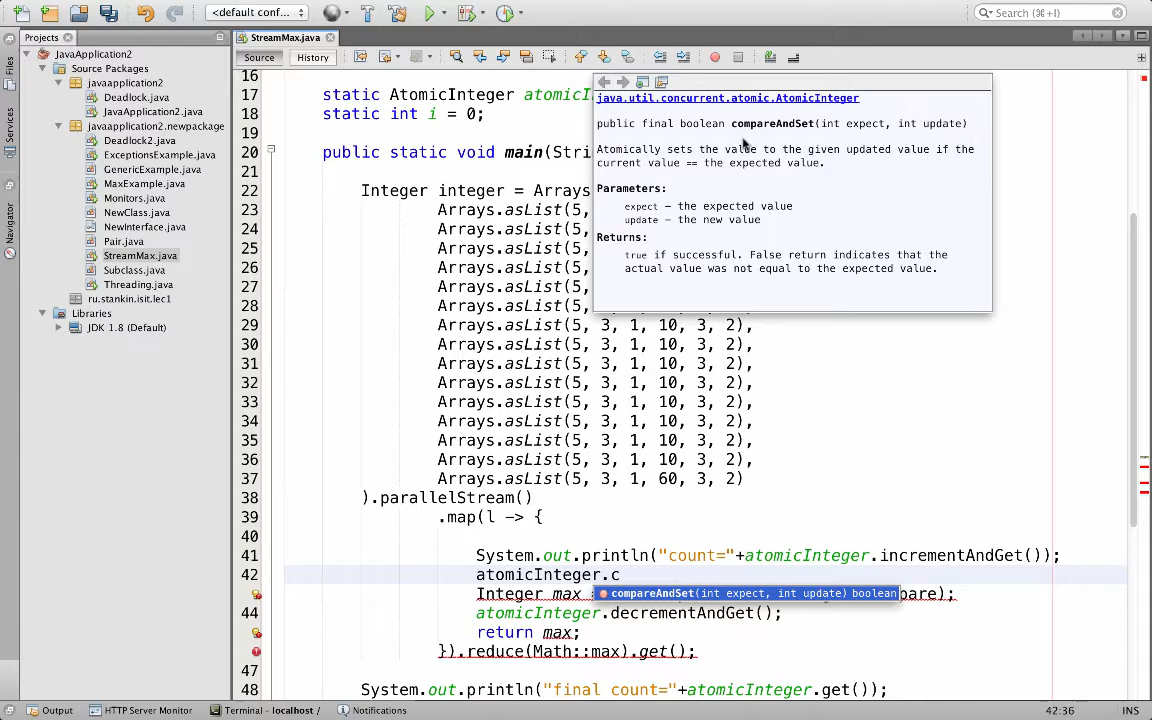 <default conf...
Search (⌘+I)
Projects
StreamMax.java
Source
History
Files
Services
Navigator
JavaApplication2
Source Packages
javaapplication2
Deadlock.java
JavaApplication2.java
javaapplication2.newpackage
Deadlock2.java
ExceptionsExample.java
GenericExample.java
MaxExample.java
Monitors.java
NewClass.java
NewInterface.java
Pair.java
StreamMax.java
Subclass.java
Threading.java
ru.stankin.isit.lec1
Libraries
JDK 1.8 (Default)
16
17 static AtomicInteger atomicI
18 static int i = 0;
19
20 public static void main(Stri
21
22 Integer integer = Arrays.
23 Arrays.asList(5,
24 Arrays.asList(5,
25 Arrays.asList(5,
26 Arrays.asList(5,
27 Arrays.asList(5,
28 Arrays.asList(5,
29 Arrays.asList(5, 3, 1, 10, 3, 2),
30 Arrays.asList(5, 3, 1, 10, 3, 2),
31 Arrays.asList(5, 3, 1, 10, 3, 2),
32 Arrays.asList(5, 3, 1, 10, 3, 2),
33 Arrays.asList(5, 3, 1, 10, 3, 2),
34 Arrays.asList(5, 3, 1, 10, 3, 2),
35 Arrays.asList(5, 3, 1, 10, 3, 2),
36 Arrays.asList(5, 3, 1, 10, 3, 2),
37 Arrays.asList(5, 3, 1, 60, 3, 2)
38 ).parallelStream()
39 .map(l -> {
40
41 System.out.println("count="+atomicInteger.incrementAndGet());
42 atomicInteger.c
Integer max pare);
44 atomicInteger.decrementAndGet();
return max;
}).reduce(Math::max).get();
47
48 System.out.println("final count="+atomicInteger.get());
java.util.concurrent.atomic.AtomicInteger
public final boolean compareAndSet(int expect, int update)
Atomically sets the value to the given updated value if the
current value == the expected value.
Parameters:
expect – the expected value
update – the new value
Returns:
true if successful. False return indicates that the
actual value was not equal to the expected value.
compareAndSet(int expect, int update) boolean
Output
HTTP Server Monitor
Terminal - localhost /
Notifications
42:36
INS